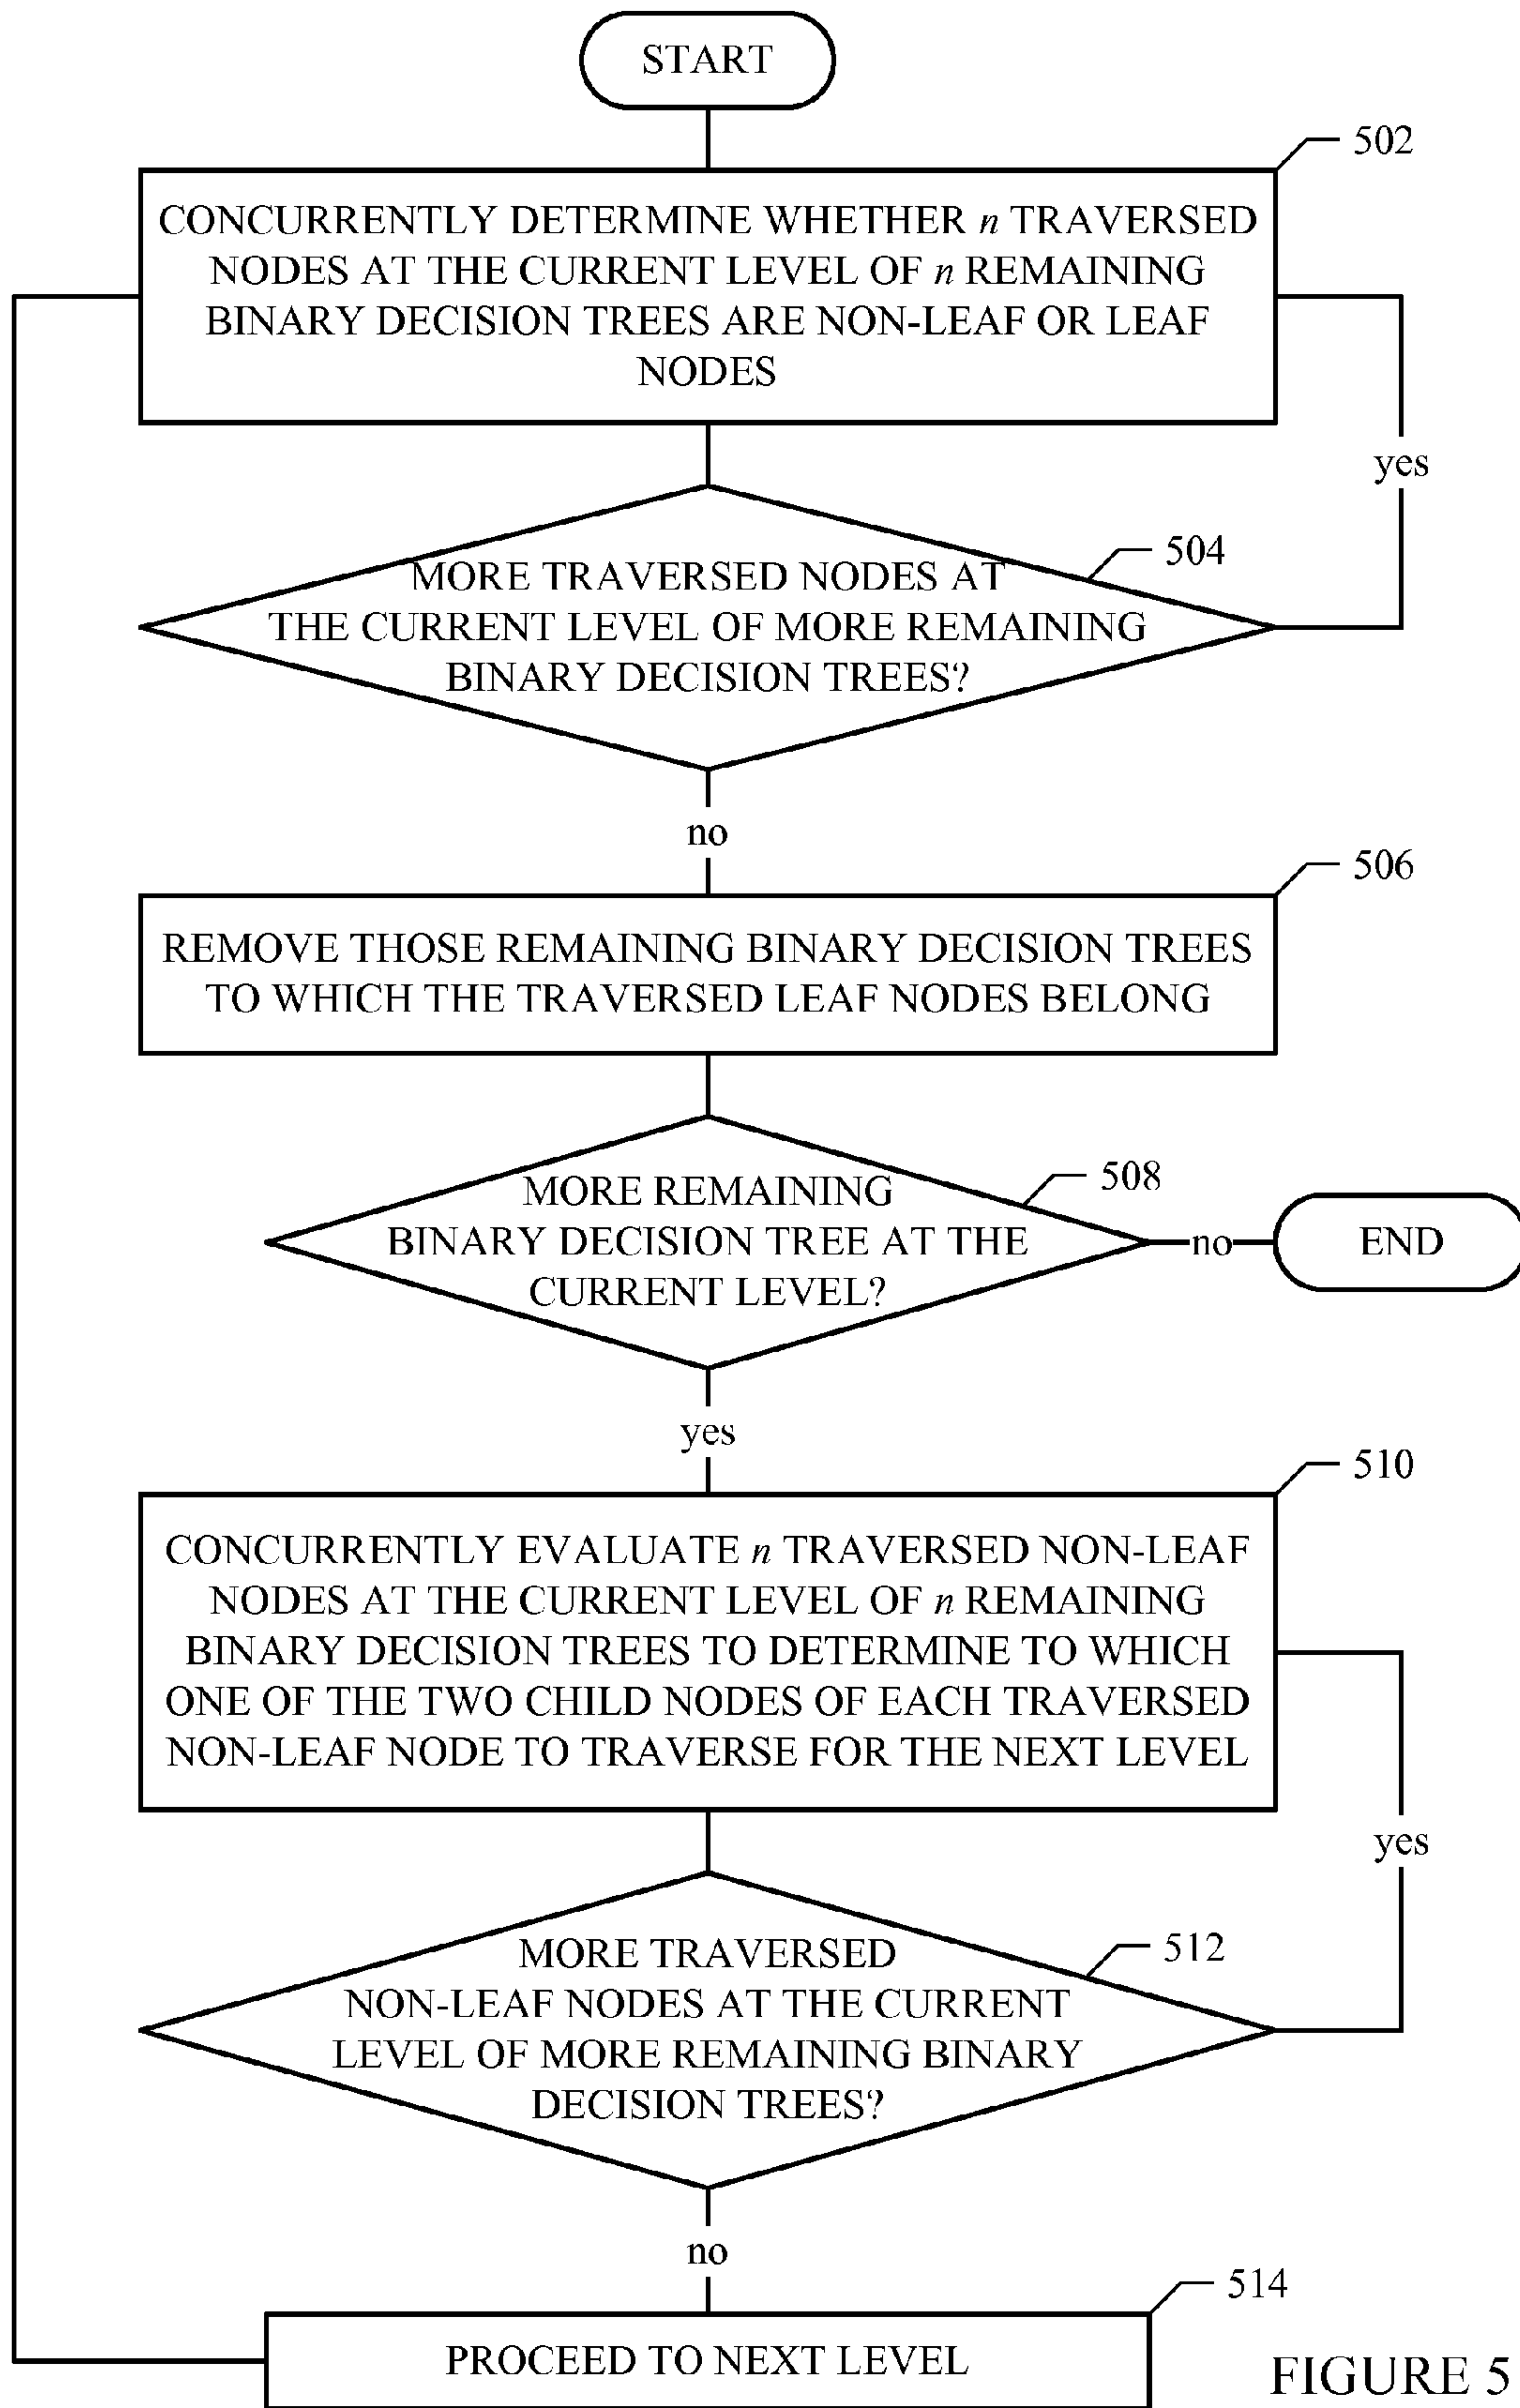 START
502
CONCURRENTLY DETERMINE WHETHER n TRAVERSED
NODES AT THE CURRENT LEVEL OF n REMAINING
BINARY DECISION TREES ARE NON-LEAF OR LEAF
NODES
yes
504
MORE TRAVERSED NODES AT
THE CURRENT LEVEL OF MORE REMAINING
BINARY DECISION TREES?
no
506
REMOVE THOSE REMAINING BINARY DECISION TREES
TO WHICH THE TRAVERSED LEAF NODES BELONG
508
MORE REMAINING
BINARY DECISION TREE AT THE
CURRENT LEVEL?
no
END
yes
510
CONCURRENTLY EVALUATE n TRAVERSED NON-LEAF
NODES AT THE CURRENT LEVEL OF n REMAINING
BINARY DECISION TREES TO DETERMINE TO WHICH
ONE OF THE TWO CHILD NODES OF EACH TRAVERSED
NON-LEAF NODE TO TRAVERSE FOR THE NEXT LEVEL
yes
512
MORE TRAVERSED
NON-LEAF NODES AT THE CURRENT
LEVEL OF MORE REMAINING BINARY
DECISION TREES?
no
514
PROCEED TO NEXT LEVEL
FIGURE 5